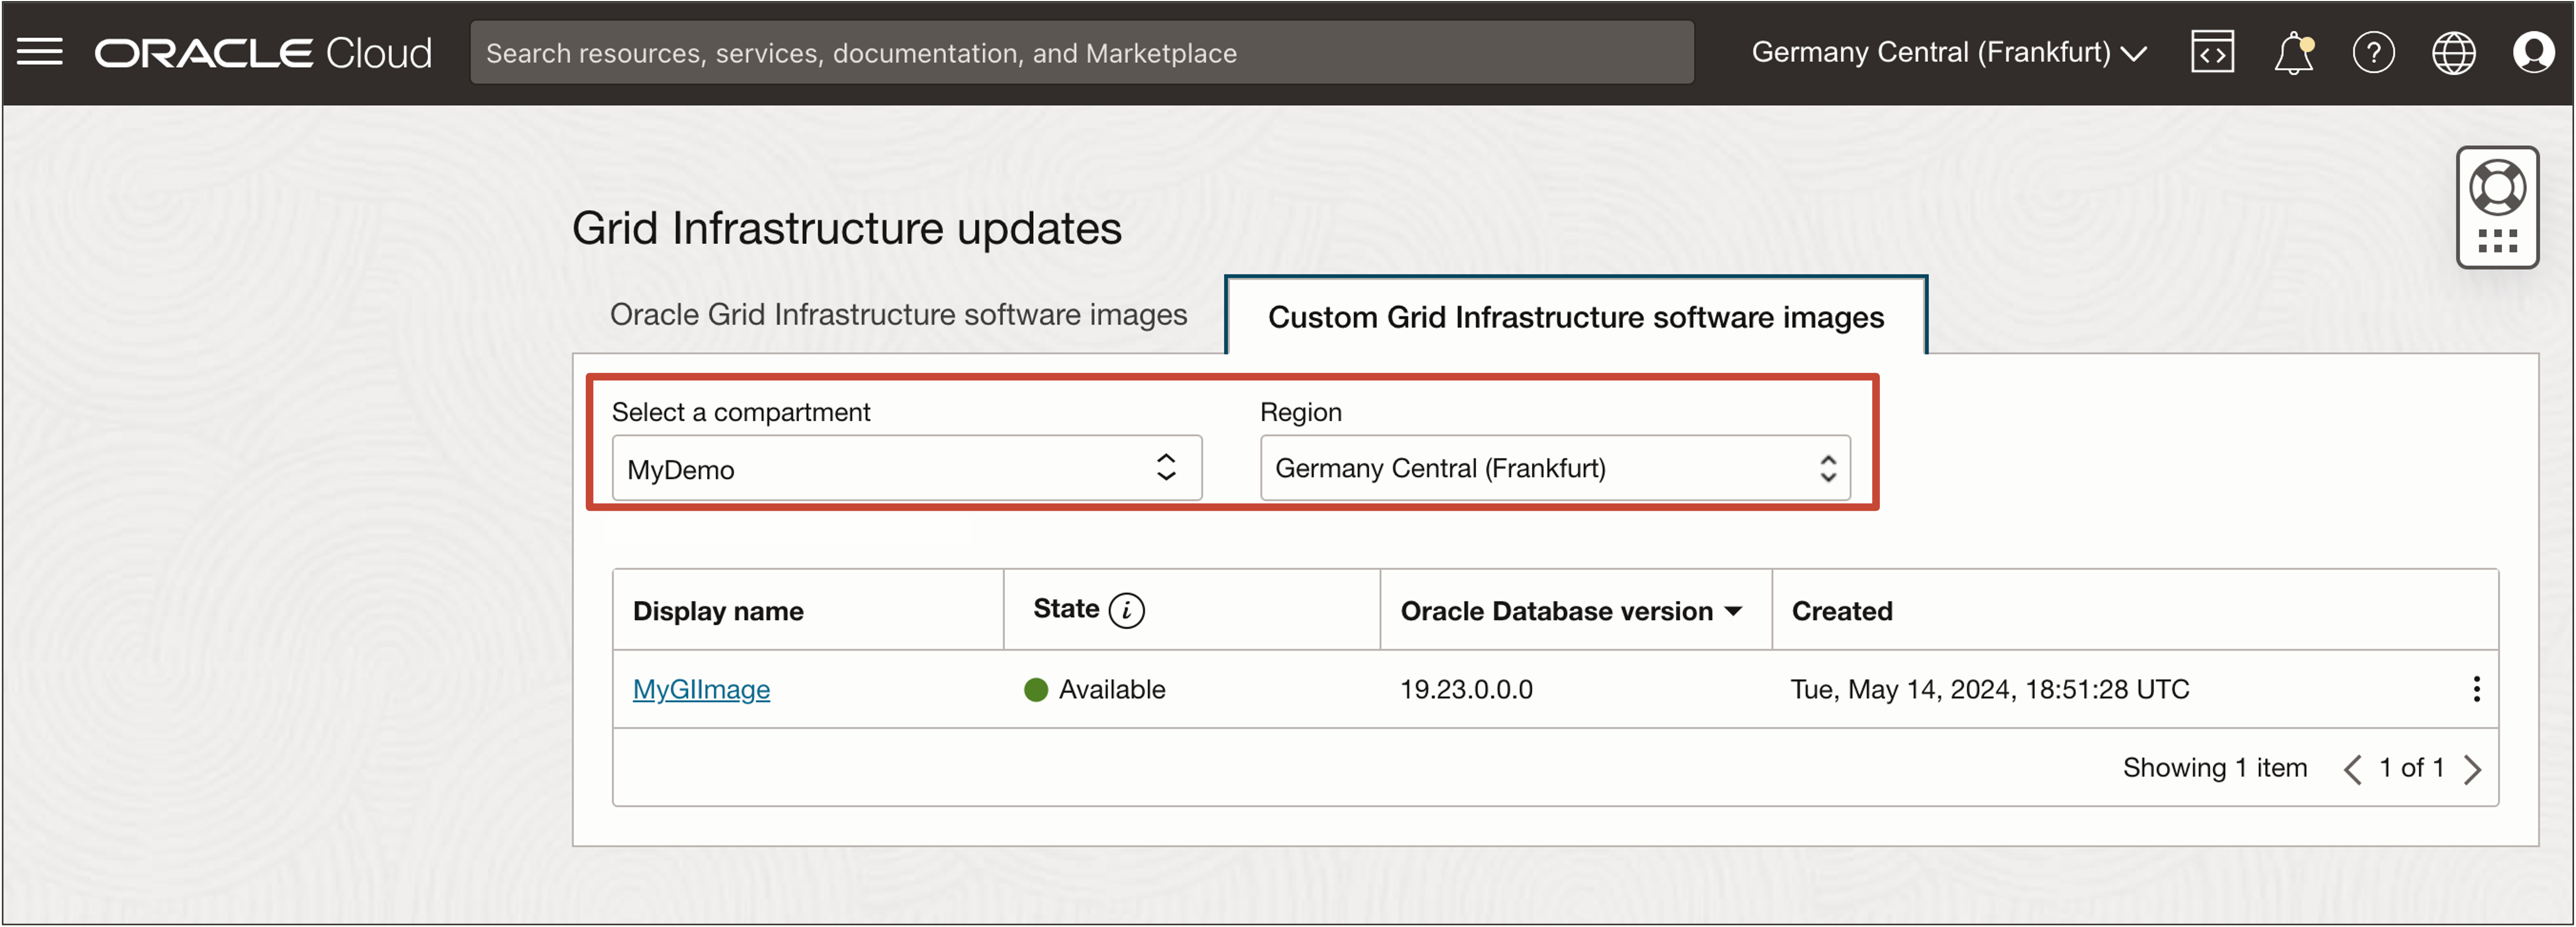 ORACLE Cloud
Search resources, services, documentation, and Marketplace
Germany Central (Frankfurt)
Grid Infrastructure updates
Oracle Grid Infrastructure software images
Custom Grid Infrastructure software images
Select a compartment
Region
MyDemo
Germany Central (Frankfurt)
Display name
State i
Oracle Database version
Created
MyGIImage
Available
19.23.0.0.0
Tue, May 14, 2024, 18:51:28 UTC
Showing 1 item
1 of 1